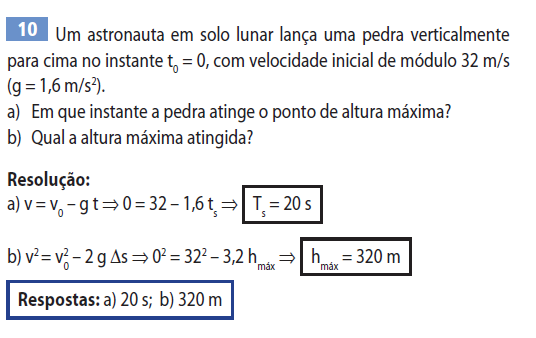 10 Um astronauta em solo lunar lança uma pedra verticalmente
para cima no instante t₀ = 0, com velocidade inicial de módulo 32 m/s
(g = 1,6 m/s²).
a) Em que instante a pedra atinge o ponto de altura máxima?
b) Qual a altura máxima atingida?
Resolução:
a) v = v₀ – g t ⇒ 0 = 32 – 1,6 tₛ ⇒ Tₛ = 20 s
b) v² = v₀² – 2 g Δs ⇒ 0² = 32² – 3,2 hmáx ⇒ hmáx = 320 m
Respostas: a) 20 s; b) 320 m